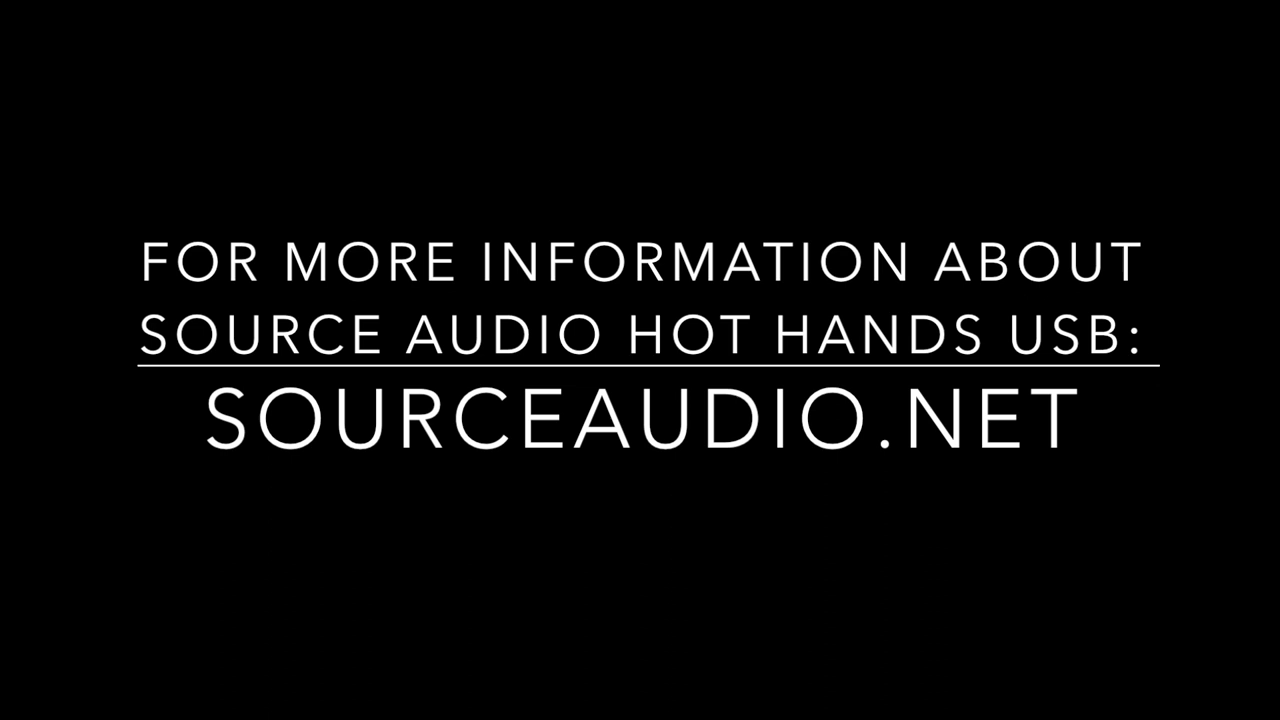 FOR MORE INFORMATION ABOUT
SOURCE AUDIO HOT HANDS USB:
SOURCEAUDIO.NET